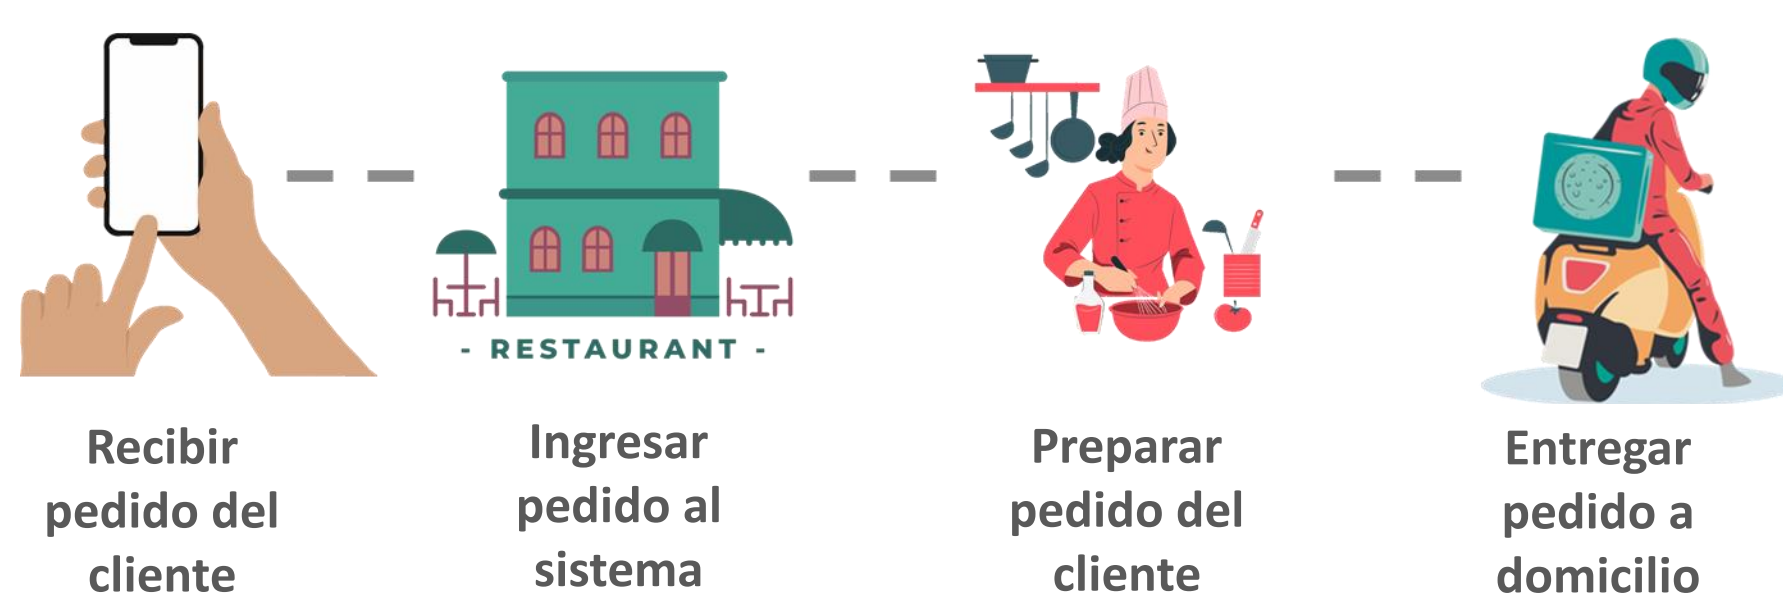 - RESTAURANT -
Recibir
pedido del
cliente
Ingresar
pedido al
sistema
Preparar
pedido del
cliente
Entregar
pedido a
domicilio